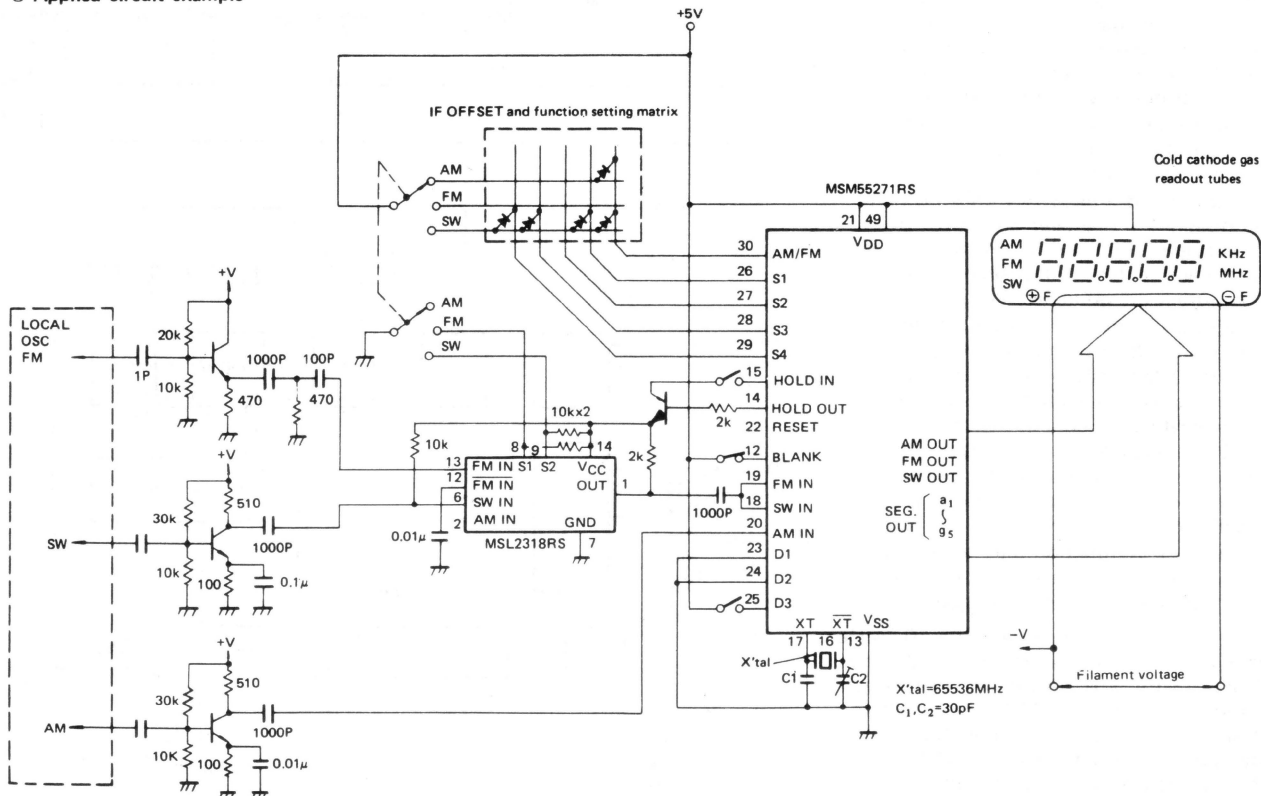 Applied circuit example
+5V
IF OFFSET and function setting matrix
AM
FM
SW
AM
FM
SW
Cold cathode gas
readout tubes
MSM55271RS
21 49
VDD
30 AM/FM
26 S1
27 S2
28 S3
29 S4
15 HOLD IN
14 HOLD OUT
22 RESET
12 BLANK
19 FM IN
18 SW IN
20 AM IN
23 D1
24 D2
25 D3
AM OUT
FM OUT
SW OUT
SEG. OUT a1 g5
XT XT VSS
17 16 13
X'tal
C1 C2
X'tal=65536MHz
C1,C2=30pF
AM
FM
SW
KHz
MHz
⊕ F
⊖ F
−V
Filament voltage
LOCAL
OSC
FM
SW
AM
+V
20k
1P
10k
470
1000P
100P
470
+V
510
30k
10k
100
1000P
0.1μ
+V
510
30k
10K
100
1000P
0.01μ
10k
10kx2
8 9 14
S1 S2 VCC
13 FM IN
12 FM IN
6 SW IN
2 AM IN
OUT 1
GND
7
MSL2318RS
0.01μ
2k
2k
1000P